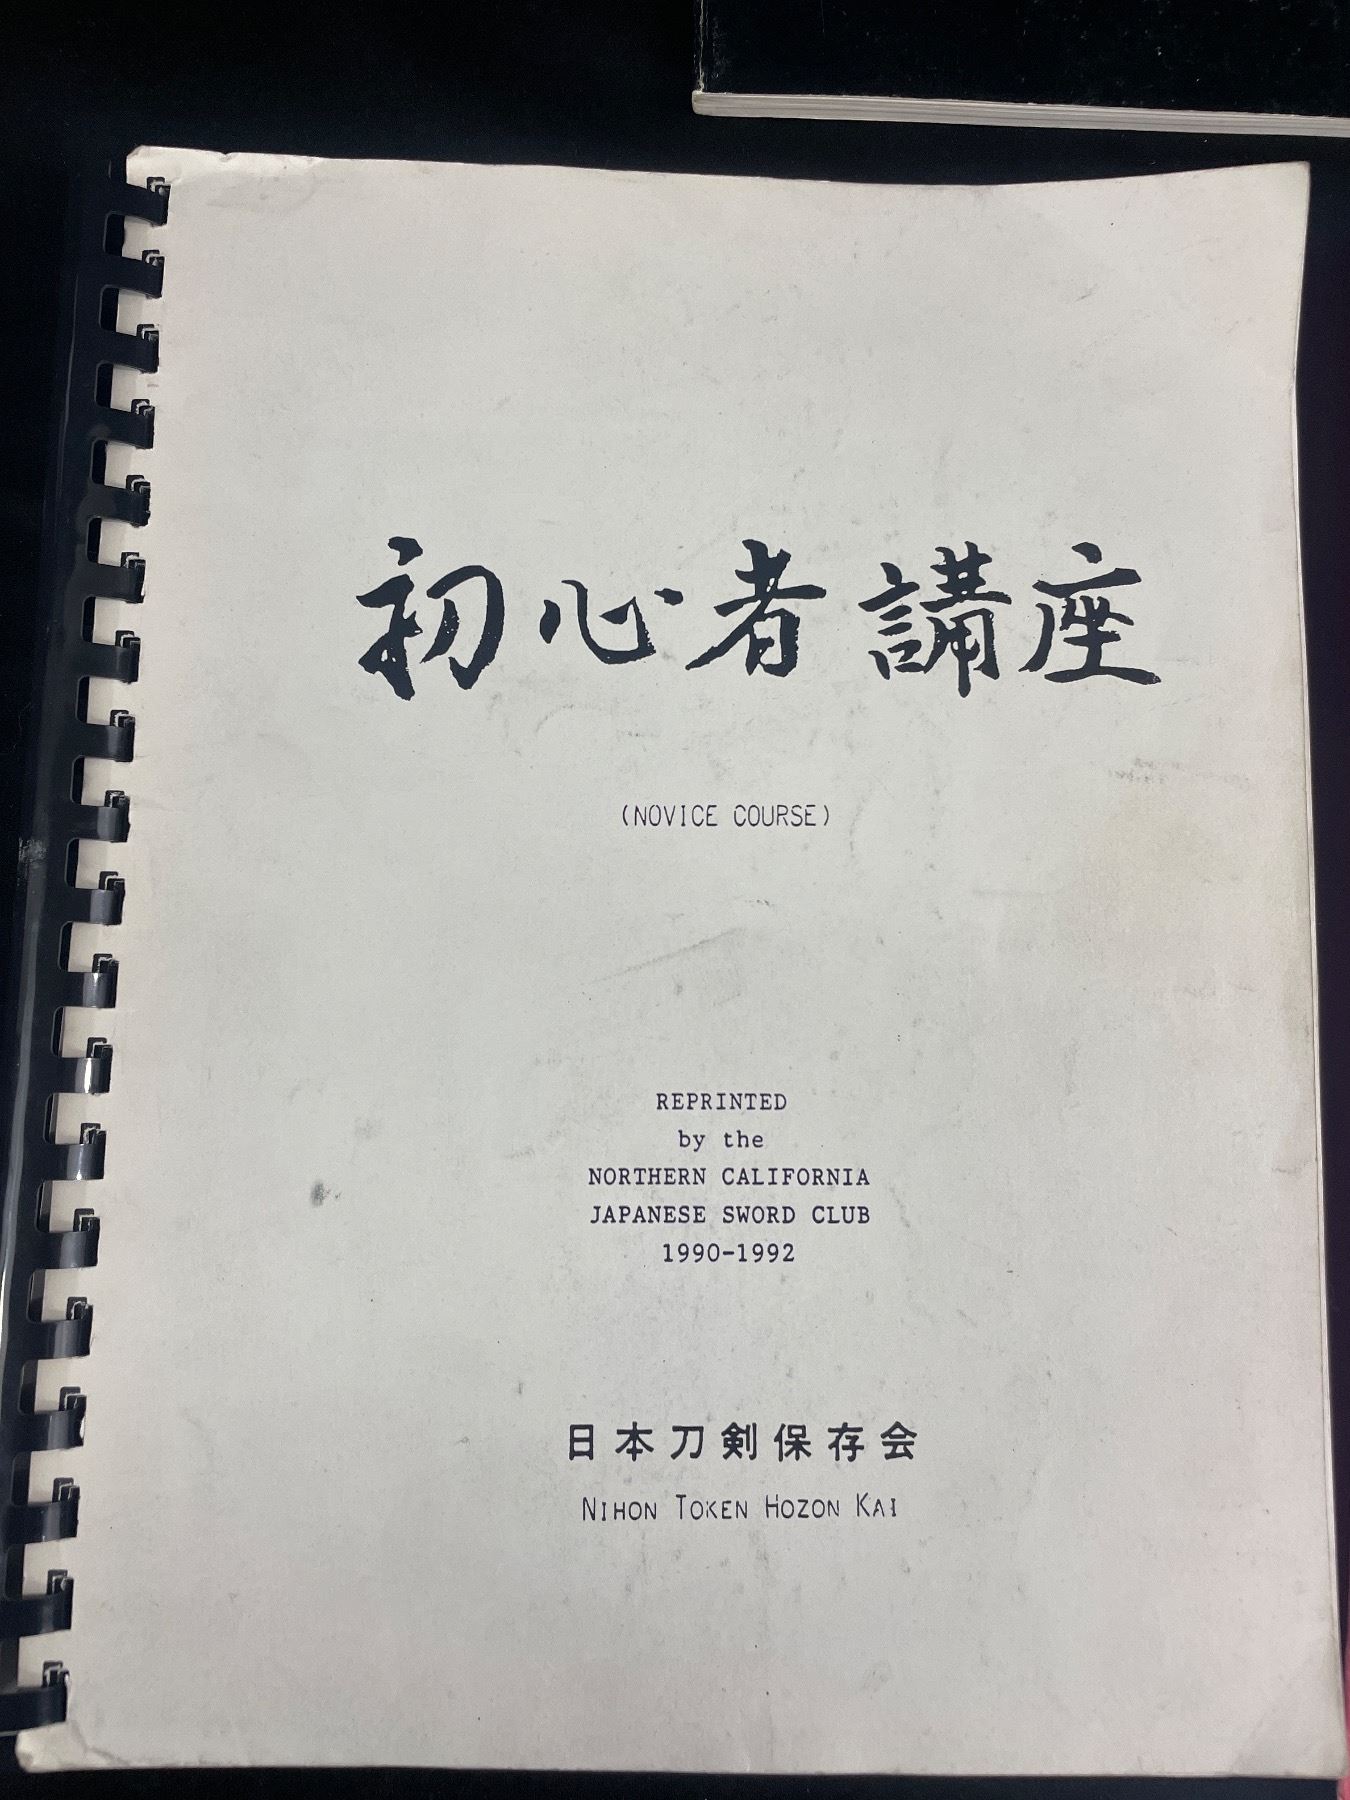 初心者講座
(NOVICE COURSE)
REPRINTED
by the
NORTHERN CALIFORNIA
JAPANESE SWORD CLUB
1990-1992
日本刀剣保存会
NIHON TOKEN HOZON KAI